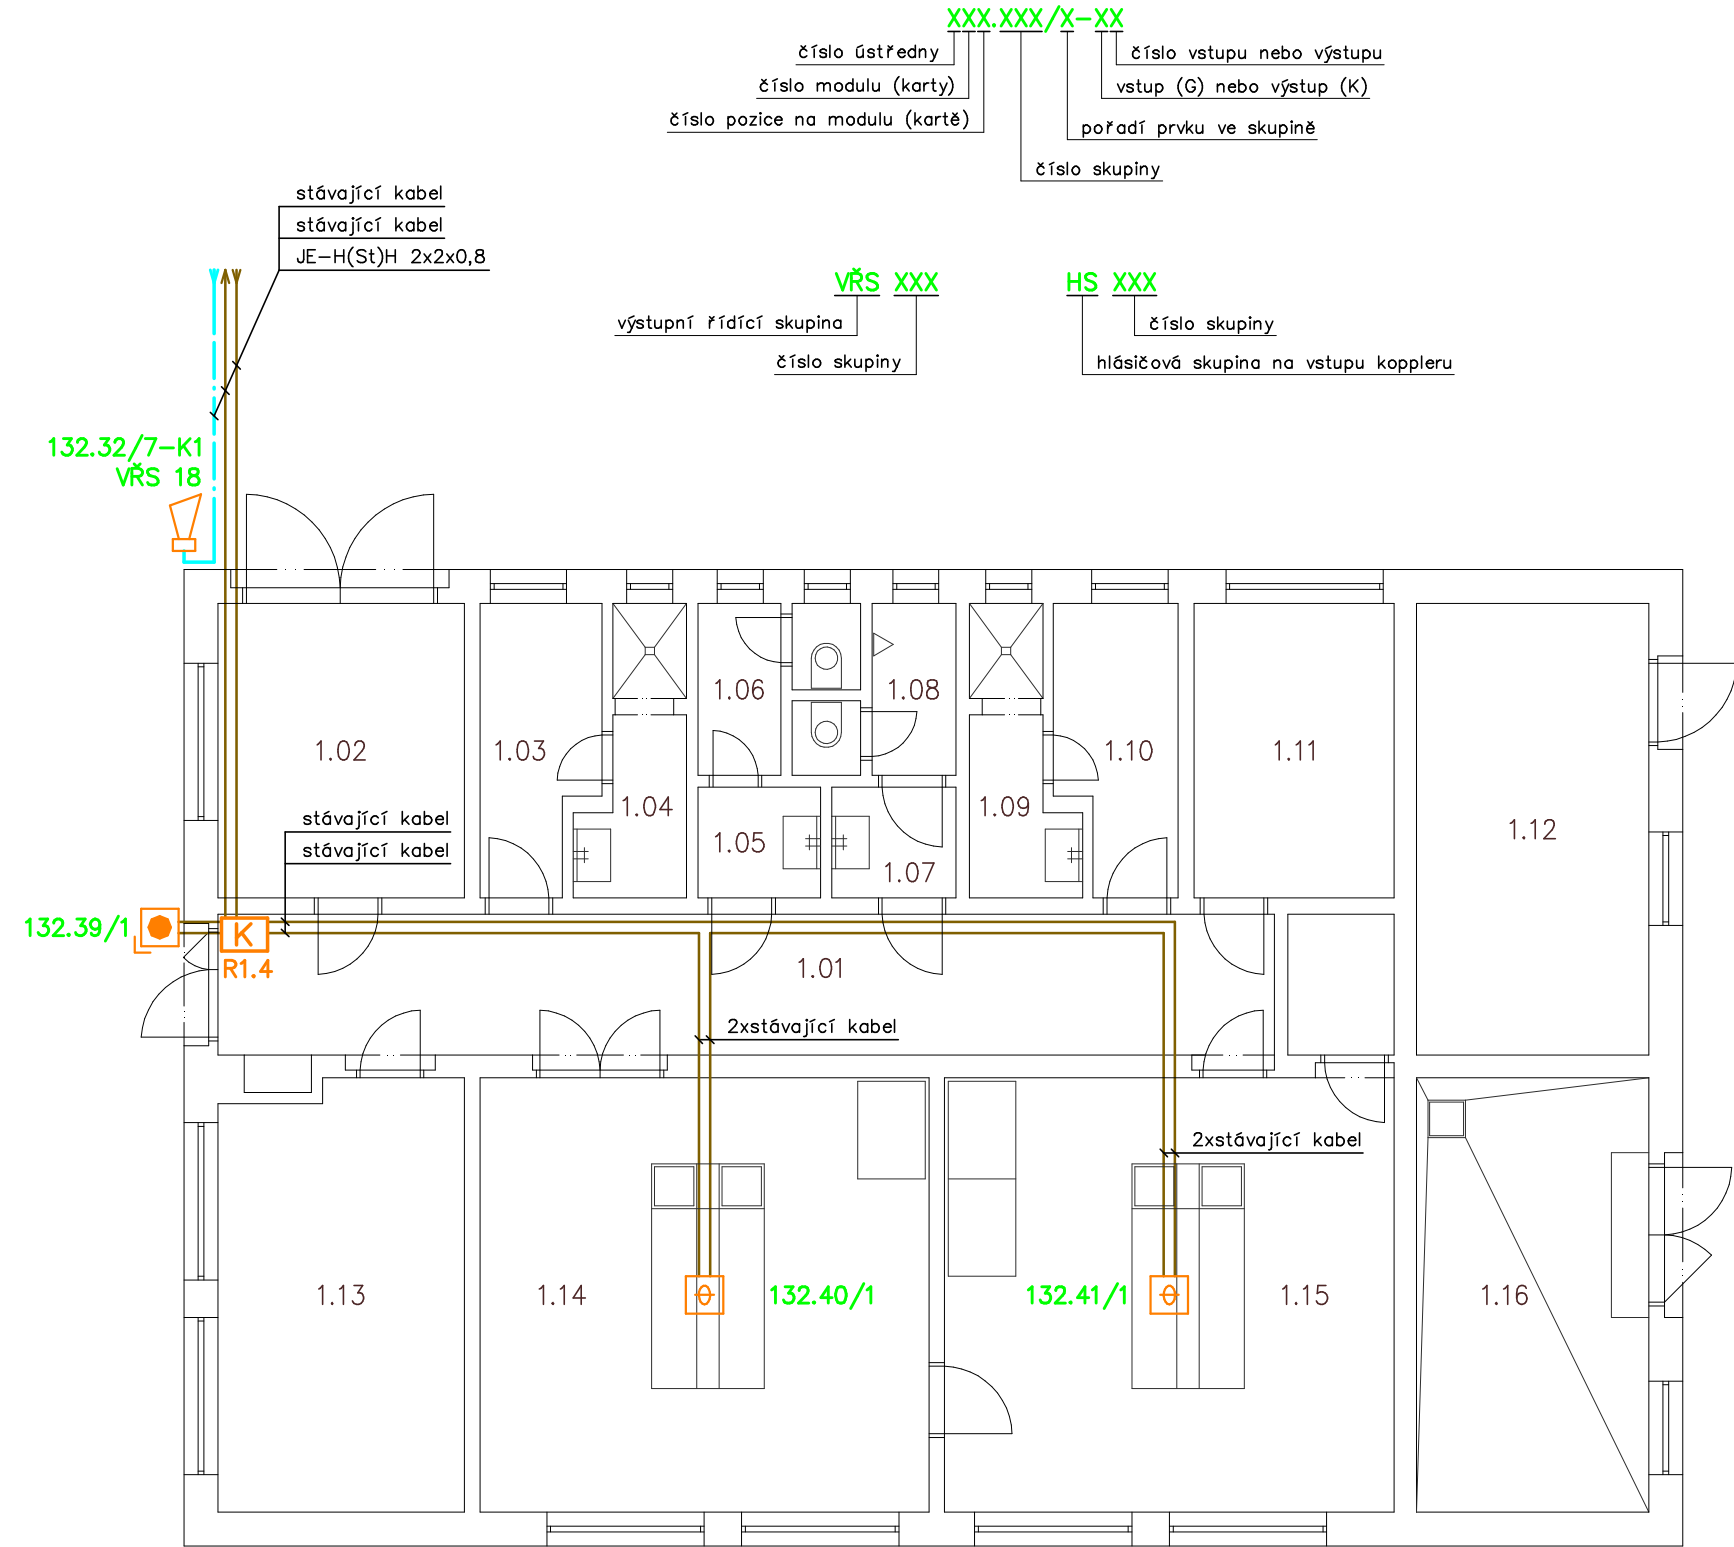 XXX.XXX/X-XX
číslo ústředny
číslo vstupu nebo výstupu
číslo modulu (karty)
vstup (G) nebo výstup (K)
číslo pozice na modulu (kartě)
pořadí prvku ve skupině
číslo skupiny
stávající kabel
stávající kabel
JE-H(St)H 2x2x0,8
VŘS XXX
HS XXX
výstupní řídící skupina
číslo skupiny
číslo skupiny
hlásičová skupina na vstupu koppleru
132.32/7-K1
VŘS 18
1.06
1.08
1.02
1.03
1.10
1.11
1.04
1.09
stávající kabel
1.12
1.05
stávající kabel
1.07
132.39/1
K
R1.4
1.01
2xstávající kabel
2xstávající kabel
1.13
1.14
132.40/1
132.41/1
1.15
1.16